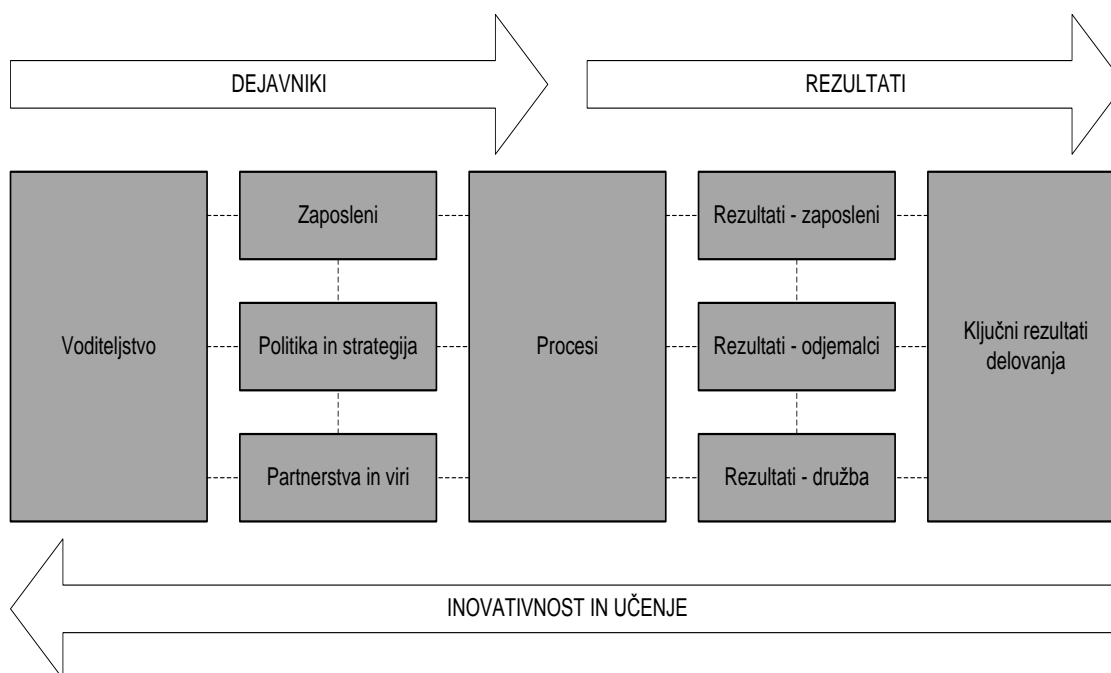 DEJAVNIKI
REZULTATI
Voditeljstvo
Zaposleni
Politika in strategija
Partnerstva in viri
Procesi
Rezultati - zaposleni
Rezultati - odjemalci
Rezultati - družba
Ključni rezultati
delovanja
INOVATIVNOST IN UČENJE